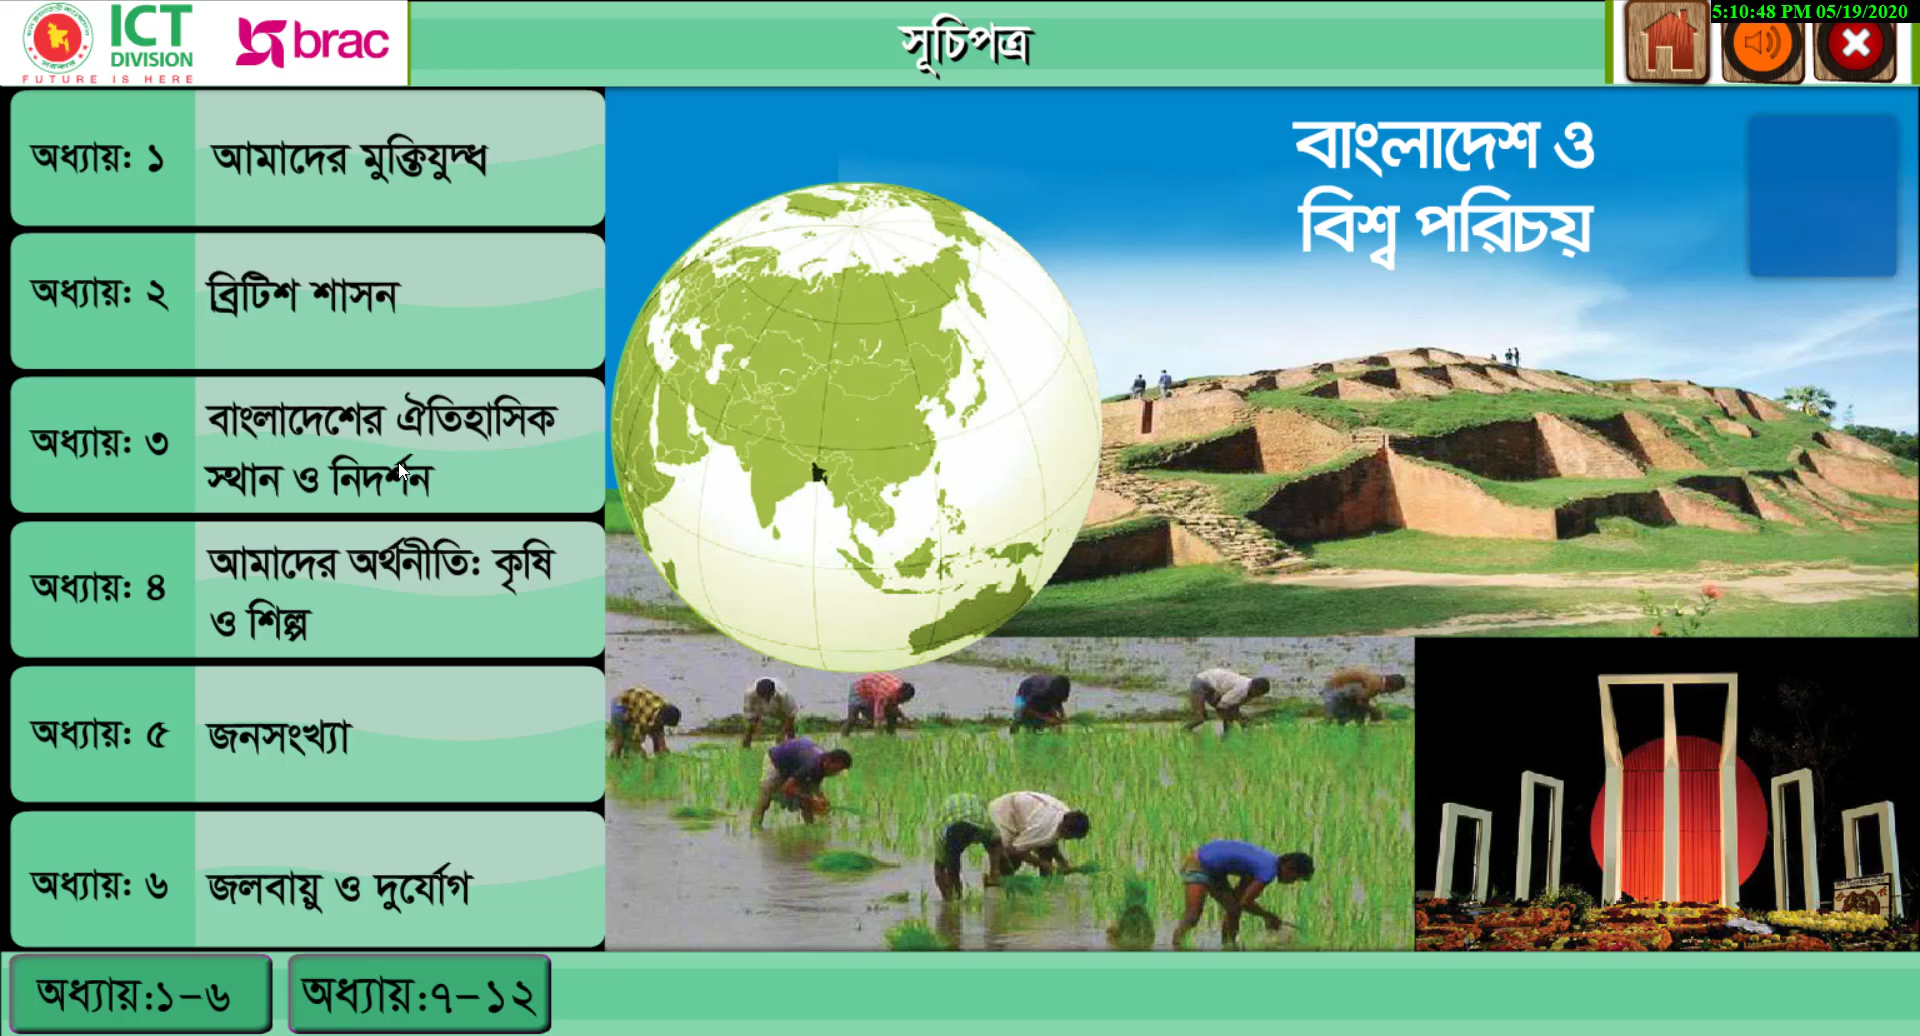 ICT
DIVISION
FUTURE IS HERE
brac
সূচিপত্র
5:10:48 PM 05/19/2020
অধ্যায়: ১
আমাদের মুক্তিযুদ্ধ
অধ্যায়: ২
ব্রিটিশ শাসন
অধ্যায়: ৩
বাংলাদেশের ঐতিহাসিক
স্থান ও নিদর্শন
অধ্যায়: ৪
আমাদের অর্থনীতি: কৃষি
ও শিল্প
অধ্যায়: ৫
জনসংখ্যা
অধ্যায়: ৬
জলবায়ু ও দুর্যোগ
বাংলাদেশ ও
বিশ্ব পরিচয়
অধ্যায়:১-৬
অধ্যায়:৭-১২